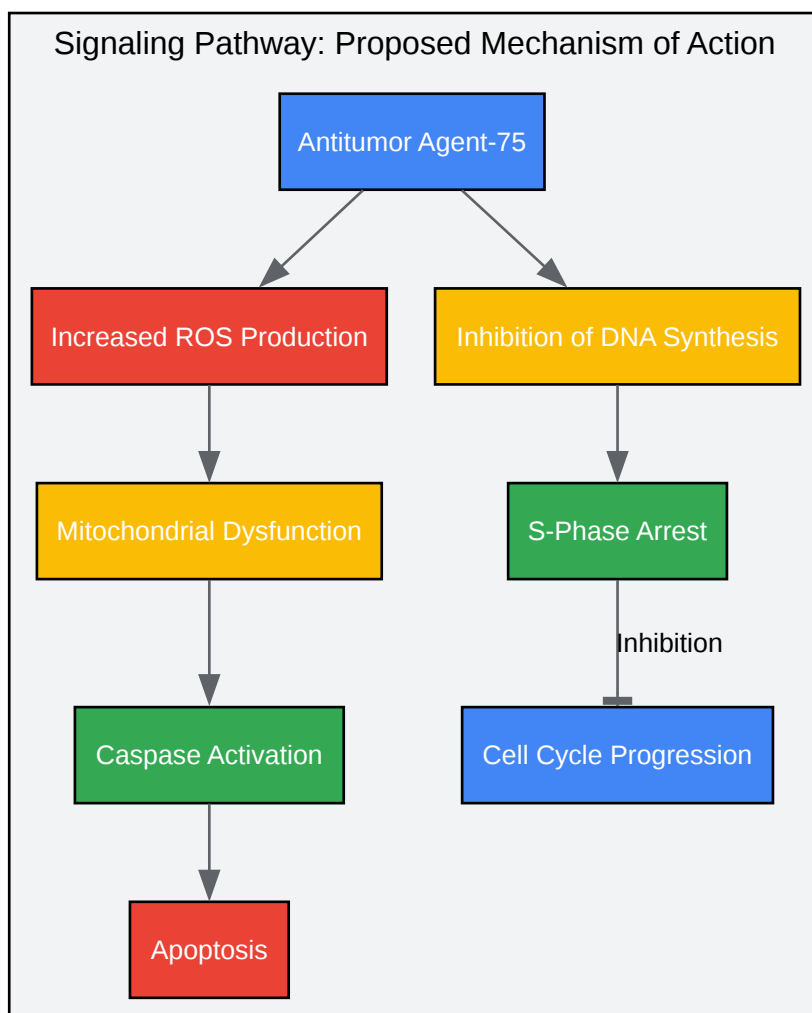 Signaling Pathway: Proposed Mechanism of Action
Antitumor Agent-75
Increased ROS Production
Inhibition of DNA Synthesis
Mitochondrial Dysfunction
S-Phase Arrest
Inhibition
Caspase Activation
Cell Cycle Progression
Apoptosis